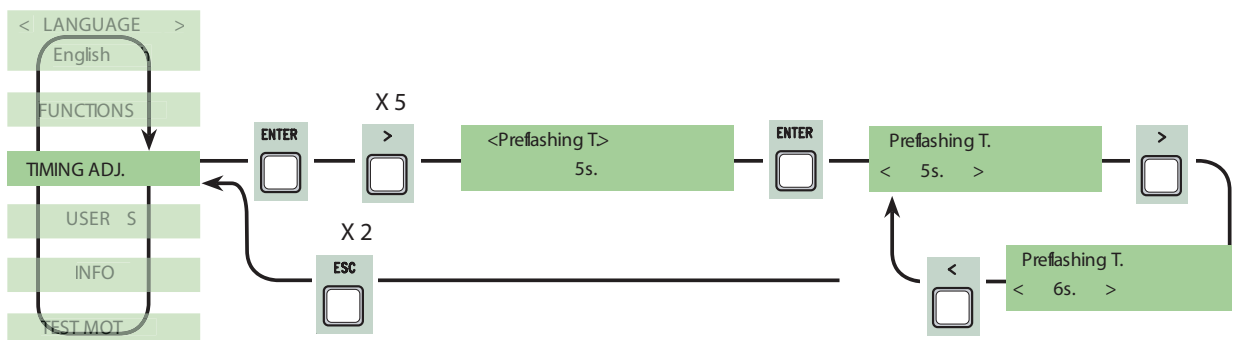 < LANGUAGE >
English
FUNCTIONS
TIMING ADJ.
USER S
INFO
TEST MOT
ENTER
X 5
>
<Preflashing T.>
5s.
ENTER
Preflashing T.
< 5s. >
>
Preflashing T.
< 6s. >
<
X 2
ESC